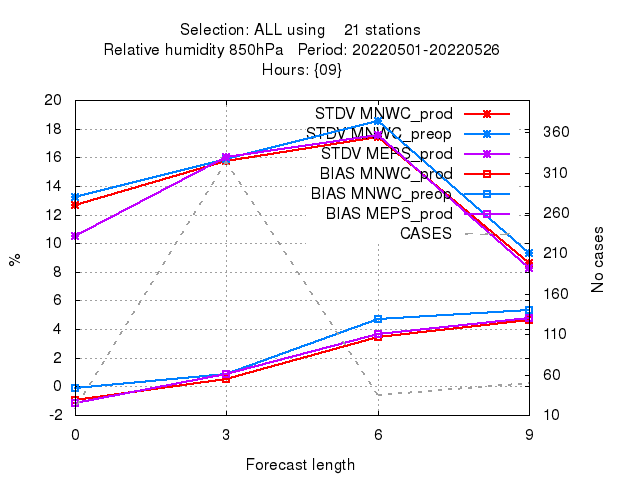 Selection: ALL using    21 stations
Relative humidity 850hPa   Period: 20220501-20220526
Hours: {09}
STDV MNWC_prod
STDV MNWC_preop
STDV MEPS_prod
BIAS MNWC_prod
BIAS MNWC_preop
BIAS MEPS_prod
CASES
20
18
16
14
12
10
8
6
4
2
0
-2
%
360
310
260
210
160
110
60
10
No cases
0 3 6 9
Forecast length